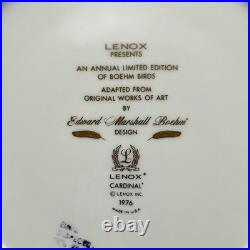 LENOX
PRESENTS
AN ANNUAL LIMITED EDITION
OF BOEHM BIRDS
ADAPTED FROM
ORIGINAL WORKS OF ART
BY
Edward Marshall Boehm
DESIGN
L
LENOX®
CARDINAL®
© LENOX INC.
1976
MADE IN U.S.A.